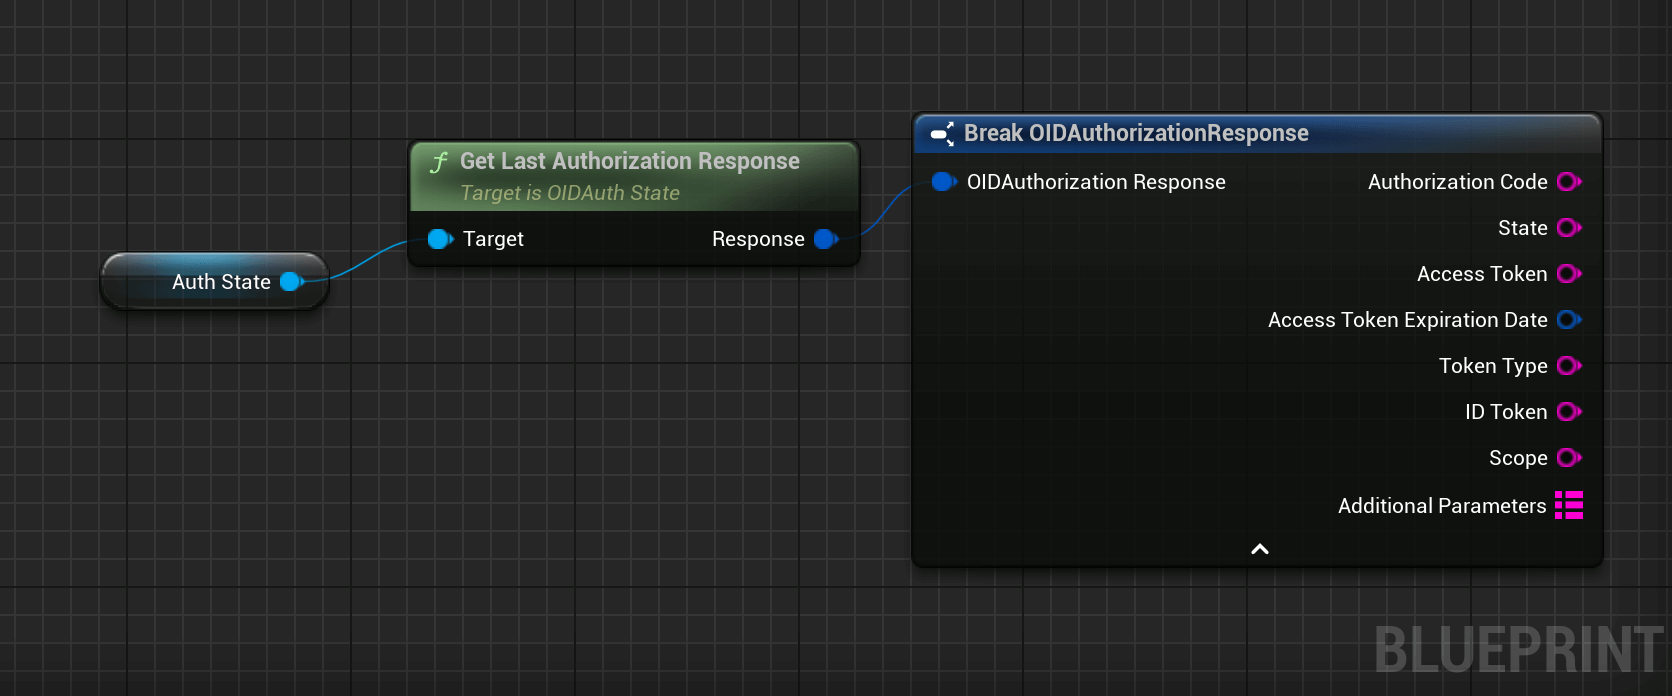 Auth State
Get Last Authorization Response
Target is OIDAuth State
Target
Response
Break OIDAuthorizationResponse
OIDAuthorization Response
Authorization Code
State
Access Token
Access Token Expiration Date
Token Type
ID Token
Scope
Additional Parameters
BLUEPRINT